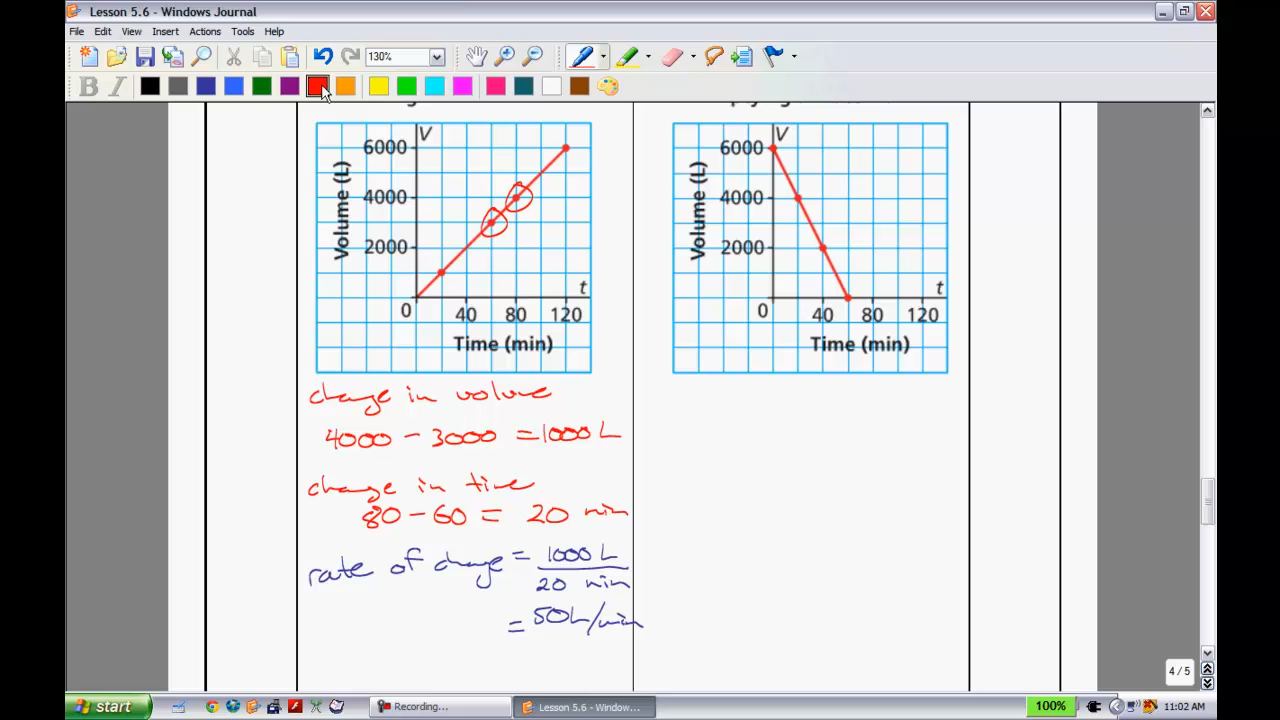 Lesson 5.6 - Windows Journal
File Edit View Insert Actions Tools Help
130%
B I
V
6000
4000
2000
0
40 80 120
t
Volume (L)
Time (min)
V
6000
4000
2000
0
40 80 120
t
Volume (L)
Time (min)
change in volume
4000 - 3000 = 1000 L
change in time
80 - 60 = 20 min
rate of change = 1000 L
20 min
= 50L/min
4 / 5
start
Recording...
Lesson 5.6 - Window...
100%
11:02 AM